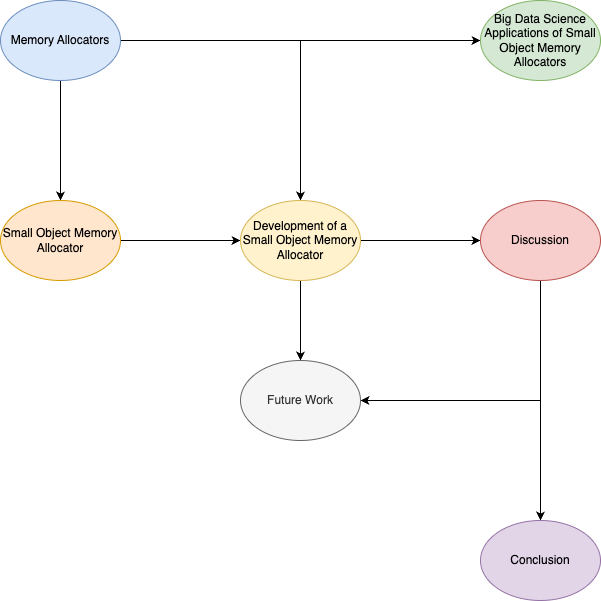 Memory Allocators
Big Data Science
Applications of Small
Object Memory
Allocators
Small Object Memory
Allocator
Development of a
Small Object Memory
Allocator
Discussion
Future Work
Conclusion